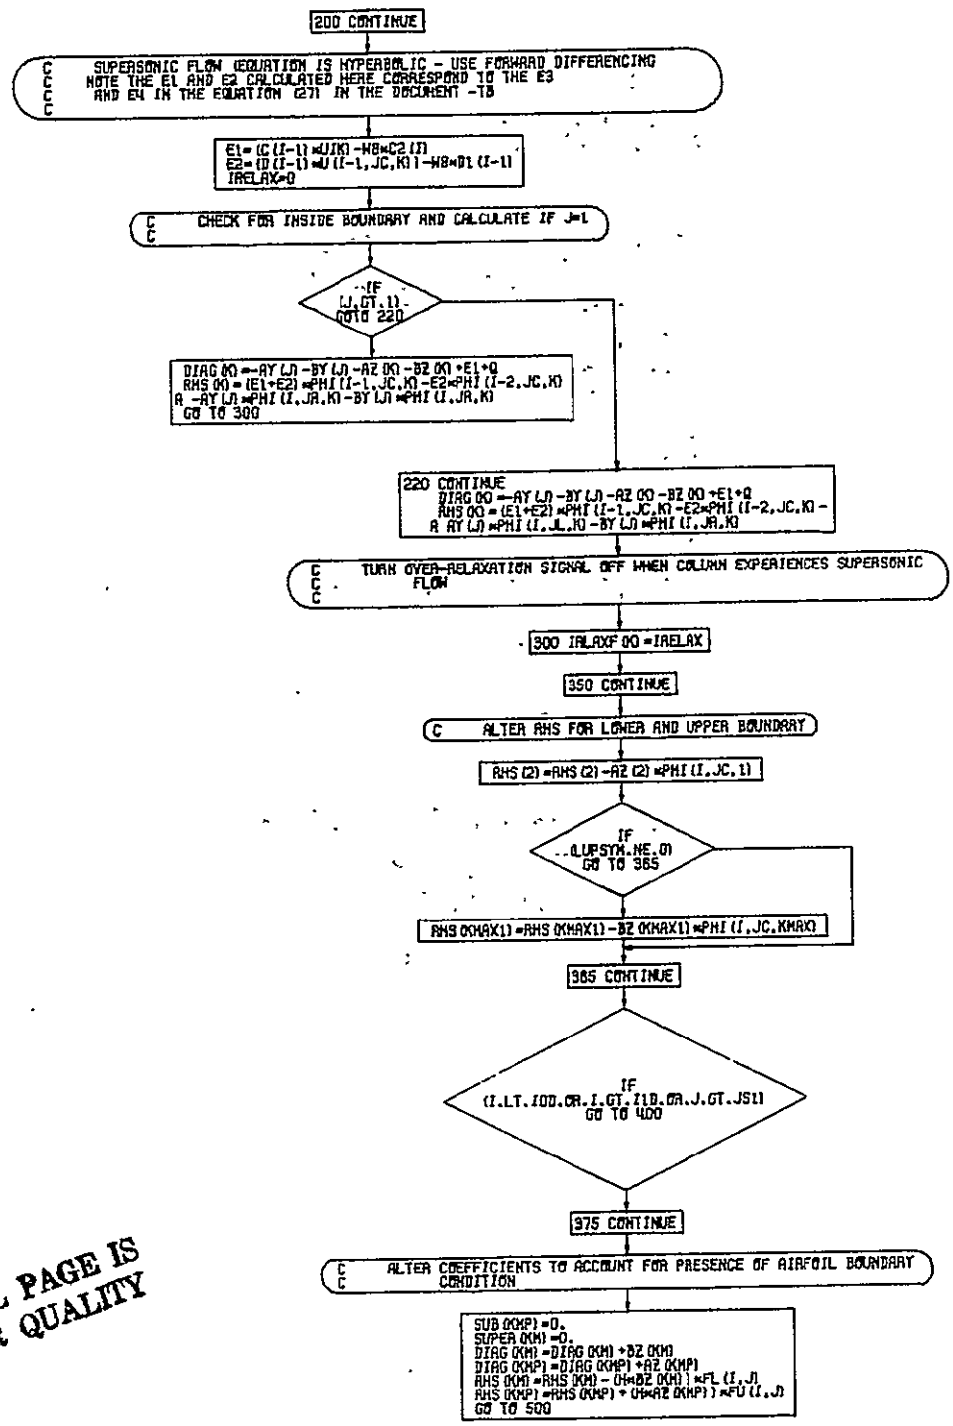 200 CONTINUE
C SUPERSONIC FLOW (EQUATION IS HYPERBOLIC - USE FORWARD DIFFERENCING
C NOTE THE E1 AND E2 CALCULATED HERE CORRESPOND TO THE E3
C AND E4 IN THE EQUATION (27) IN THE DOCUMENT -TB
C
E1=(C(I-1)*UIK)-WB*C2(I)
E2=(D(I-1)*U(I-1,JC,K))-WB*D1(I-1)
IRELAX=0
C CHECK FOR INSIDE BOUNDARY AND CALCULATE IF J=1
C
IF
(J.GT.1)
GOTO 220
DIAG(K)=-AY(J)-BY(J)-AZ(K)-BZ(K)+E1+Q
RHS(K)=(E1+E2)*PHI(I-1,JC,K)-E2*PHI(I-2,JC,K)
A -AY(J)*PHI(I,JR,K)-BY(J)*PHI(I,JR,K)
GO TO 300
220 CONTINUE
DIAG(K)=-AY(J)-BY(J)-AZ(K)-BZ(K)+E1+Q
RHS(K)=(E1+E2)*PHI(I-1,JC,K)-E2*PHI(I-2,JC,K)-
A AY(J)*PHI(I,JL,K)-BY(J)*PHI(I,JR,K)
C TURN OVER-RELAXATION SIGNAL OFF WHEN COLUMN EXPERIENCES SUPERSONIC
C FLOW
C
300 IRLAXF(K)=IRELAX
350 CONTINUE
C ALTER RHS FOR LOWER AND UPPER BOUNDARY
RHS(2)=RHS(2)-AZ(2)*PHI(I,JC,1)
IF
(LUPSYM.NE.0)
GO TO 365
RHS(KMAX1)=RHS(KMAX1)-BZ(KMAX1)*PHI(I,JC,KMAX)
365 CONTINUE
IF
(I.LT.IOD.OR.I.GT.I1D.OR.J.GT.JS1)
GO TO 400
375 CONTINUE
C ALTER COEFFICIENTS TO ACCOUNT FOR PRESENCE OF AIRFOIL BOUNDARY
C CONDITION
SUB(KMP)=0.
SUPER(KM)=0.
DIAG(KM)=DIAG(KM)+BZ(KM)
DIAG(KMP)=DIAG(KMP)+AZ(KMP)
RHS(KM)=RHS(KM)-(H*BZ(KM))*FL(I,J)
RHS(KMP)=RHS(KMP)+(H*AZ(KMP))*FU(I,J)
GO TO 500
PAGE IS
QUALITY